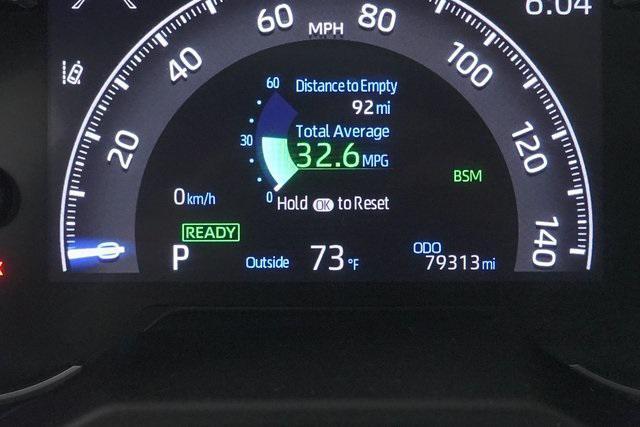 6:04
60 MPH 80
40 100
20 120
0 140
60 Distance to Empty
92 mi
Total Average
30 32.6 MPG
0 Hold OK to Reset
BSM
0 km/h
READY
P
Outside 73 °F
ODO
79313 mi